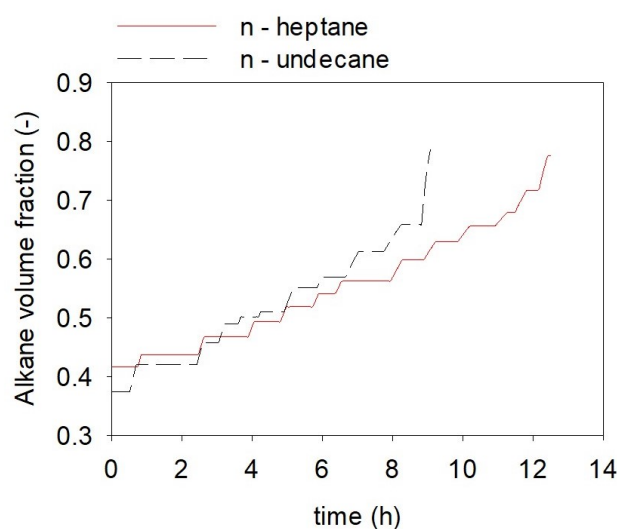 n - heptane
n - undecane
Alkane volume fraction (-)
0.9
0.8
0.7
0.6
0.5
0.4
0.3
0 2 4 6 8 10 12 14
time (h)